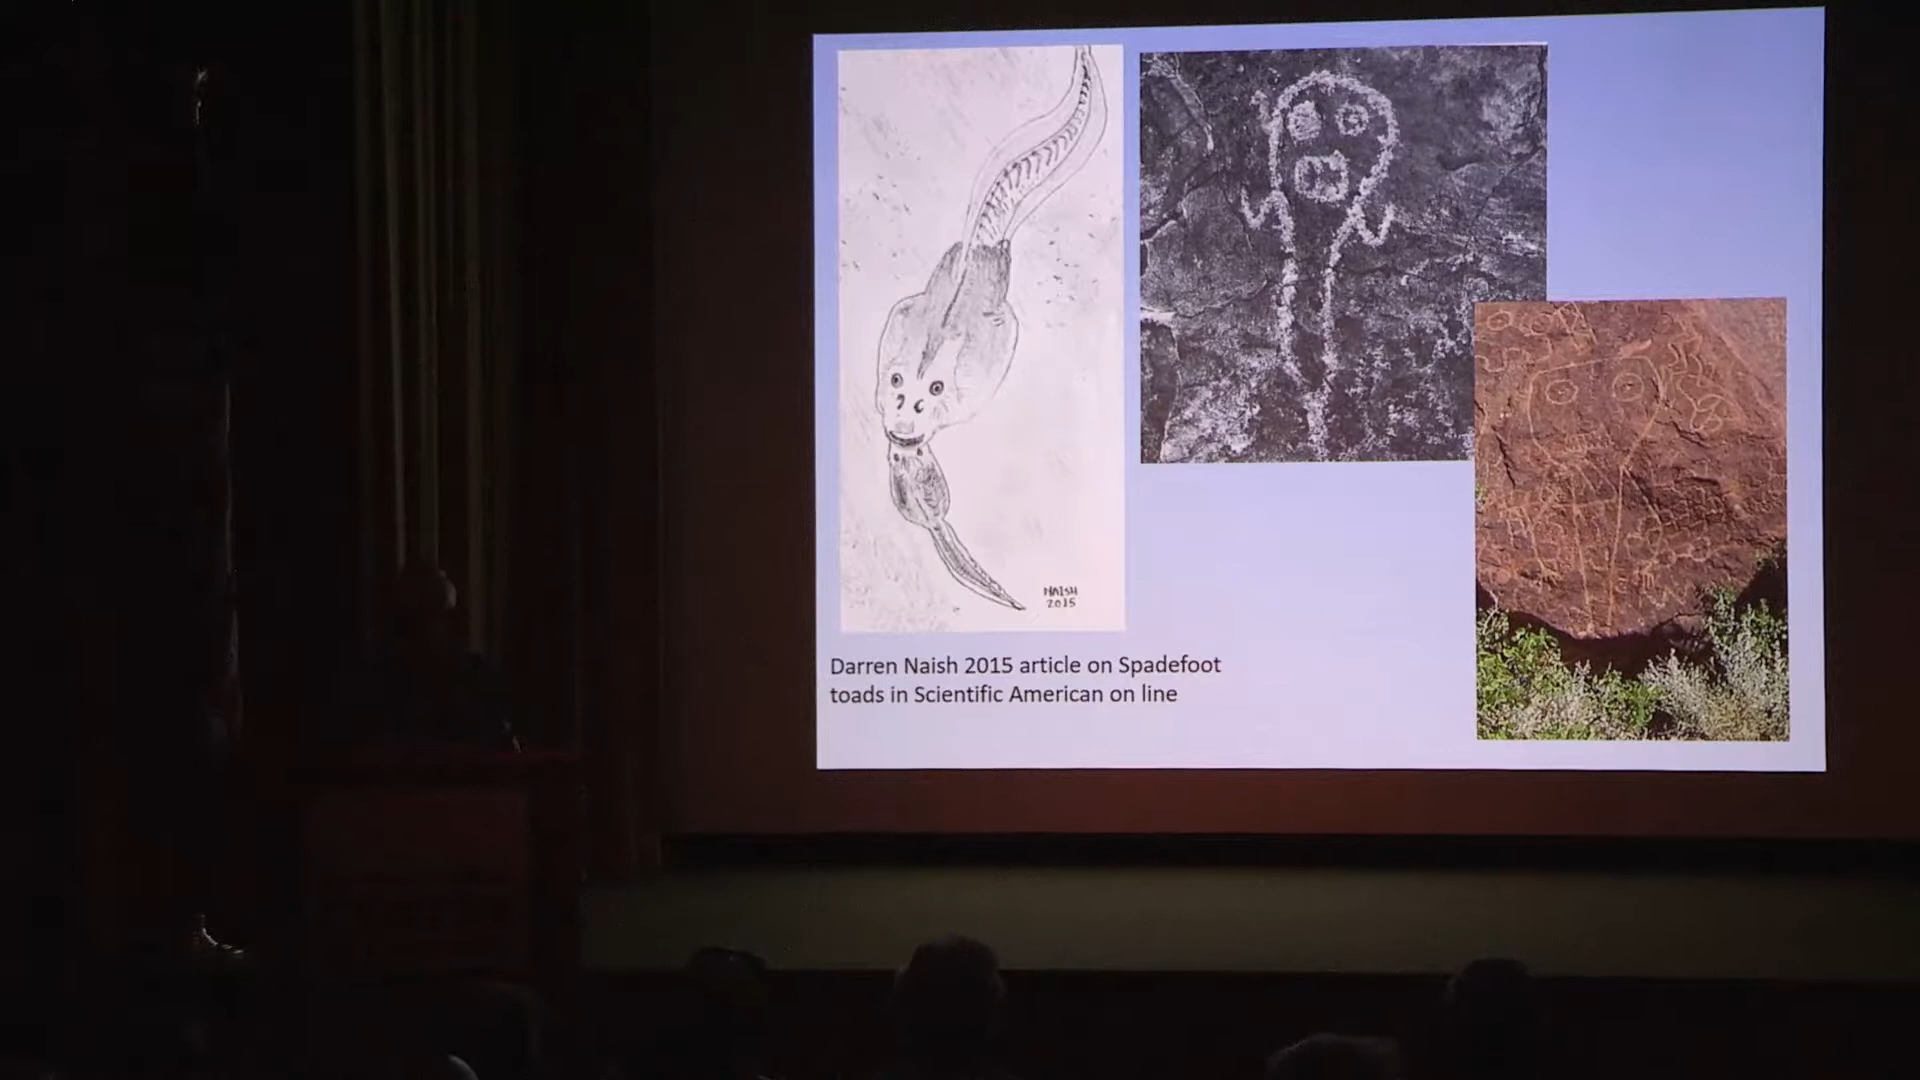 NAISH
2015
Darren Naish 2015 article on Spadefoot
toads in Scientific American on line